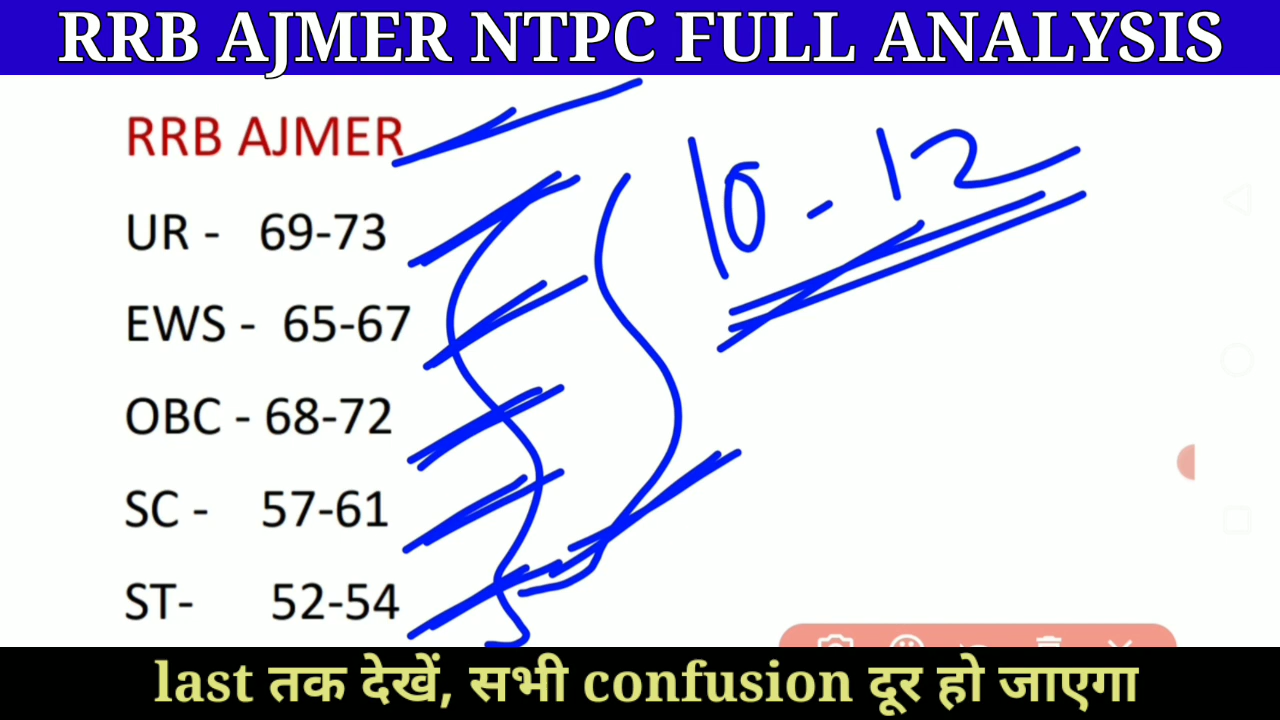 RRB AJMER NTPC FULL ANALYSIS
RRB AJMER
UR - 69-73
10-12
EWS - 65-67
OBC - 68-72
SC - 57-61
ST- 52-54
last तक देखें, सभी confusion दूर हो जाएगा